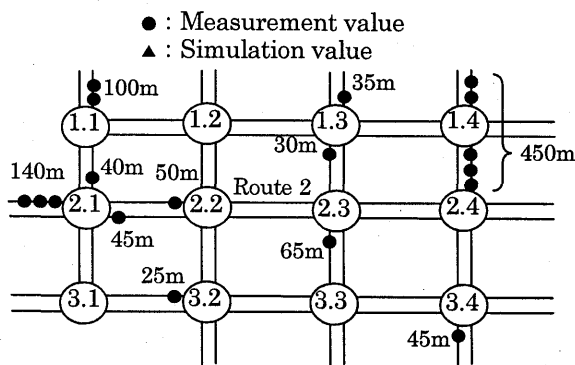 ● : Measurement value
▲ : Simulation value
100m
35m
1.1
1.2
1.3
1.4
30m
450m
140m
40m
50m
Route 2
2.1
2.2
2.3
2.4
45m
65m
25m
3.1
3.2
3.3
3.4
45m